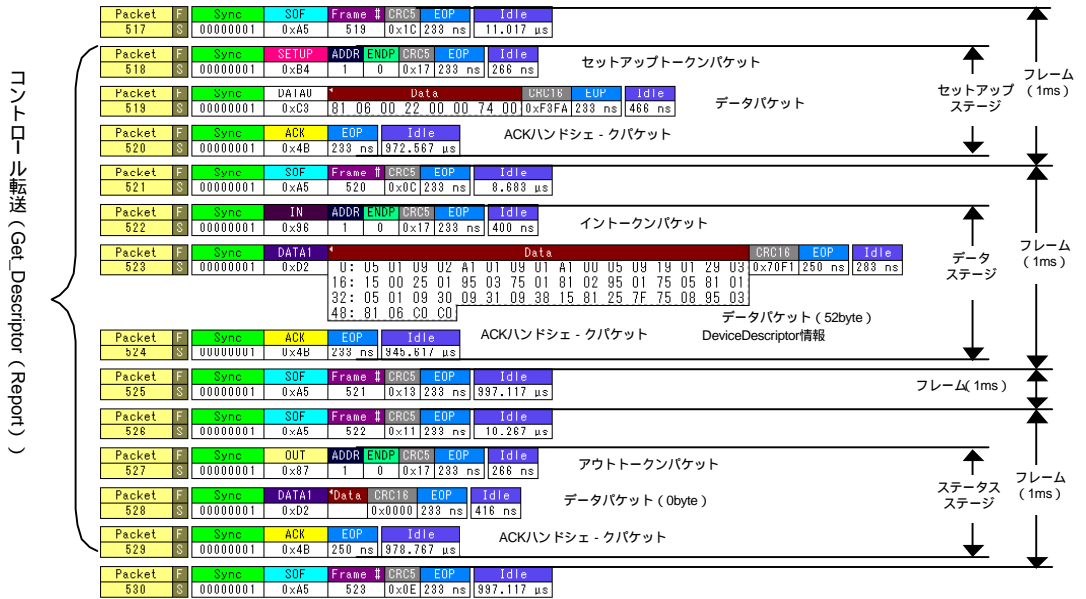 コントロール転送(Get_Descriptor(Report))
Packet F Sync SOF Frame # CRC5 EOP Idle
517 S 00000001 0xA5 519 0x1C 233 ns 11.017 μs
Packet F Sync SETUP ADDR ENDP CRC5 EOP Idle
518 S 00000001 0xB4 1 0 0x17 233 ns 266 ns
セットアップトークンパケット
Packet F Sync DATA0 Data CRC16 EOP Idle
519 S 00000001 0xC3 81 06 00 22 00 00 74 00 0xF3FA 233 ns 466 ns
データパケット
Packet F Sync ACK EOP Idle
520 S 00000001 0x4B 233 ns 972.567 μs
ACKハンドシェ-クパケット
セットアップ
ステージ
フレーム
(1ms)
Packet F Sync SOF Frame # CRC5 EOP Idle
521 S 00000001 0xA5 520 0x0C 233 ns 8.683 μs
Packet F Sync IN ADDR ENDP CRC5 EOP Idle
522 S 00000001 0x96 1 0 0x17 233 ns 400 ns
イントークンパケット
Packet F Sync DATA1 Data CRC16 EOP Idle
523 S 00000001 0xD2 0x70F1 250 ns 283 ns
0: 05 01 09 02 A1 01 09 01 A1 00 05 09 19 01 29 03
16: 15 00 25 01 95 03 75 01 81 02 95 01 75 05 81 01
32: 05 01 09 30 09 31 09 38 15 81 25 7F 75 08 95 03
48: 81 06 C0 C0
データパケット(52byte)
DeviceDescriptor情報
Packet F Sync ACK EOP Idle
524 S 00000001 0x4B 233 ns 945.617 μs
ACKハンドシェ-クパケット
データ
ステージ
フレーム
(1ms)
Packet F Sync SOF Frame # CRC5 EOP Idle
525 S 00000001 0xA5 521 0x13 233 ns 997.117 μs
フレーム(1ms)
Packet F Sync SOF Frame # CRC5 EOP Idle
526 S 00000001 0xA5 522 0x11 233 ns 10.267 μs
Packet F Sync OUT ADDR ENDP CRC5 EOP Idle
527 S 00000001 0x87 1 0 0x17 233 ns 266 ns
アウトトークンパケット
Packet F Sync DATA1 Data CRC16 EOP Idle
528 S 00000001 0xD2 0x0000 233 ns 416 ns
データパケット(0byte)
Packet F Sync ACK EOP Idle
529 S 00000001 0x4B 250 ns 978.767 μs
ACKハンドシェ-クパケット
ステータス
ステージ
フレーム
(1ms)
Packet F Sync SOF Frame # CRC5 EOP Idle
530 S 00000001 0xA5 523 0x0E 233 ns 997.117 μs